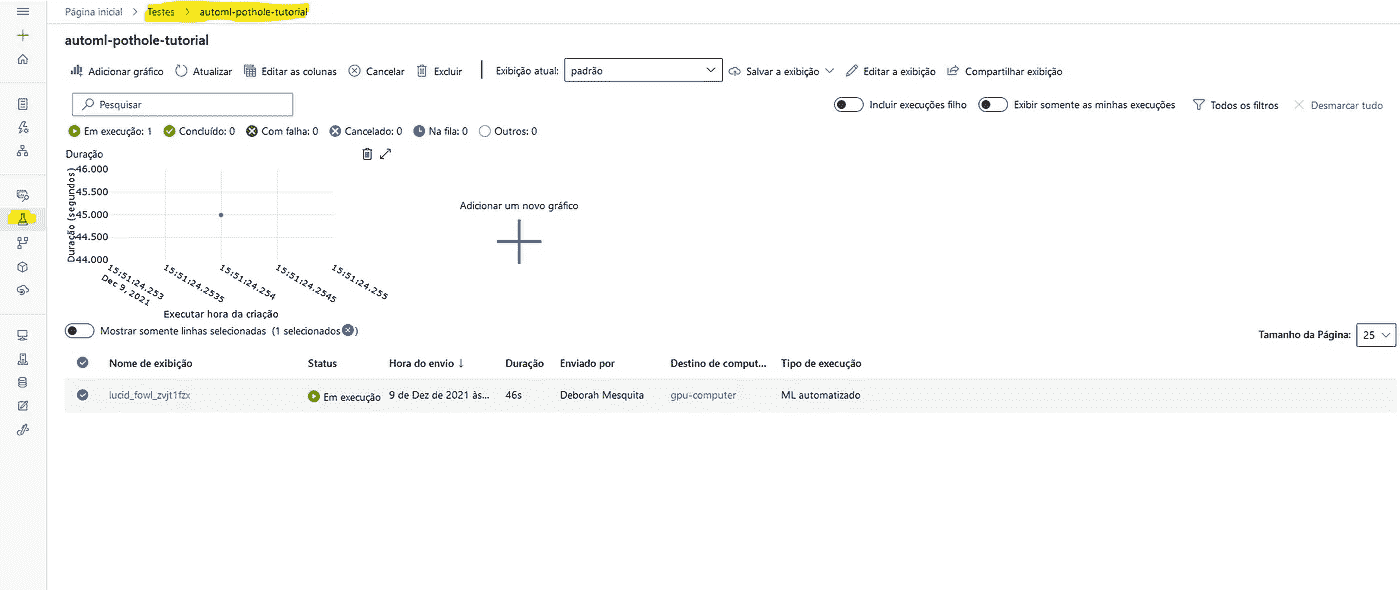 Página inicial > Testes > automl-pothole-tutorial
automl-pothole-tutorial
Adicionar gráfico Atualizar Editar as colunas Cancelar Excluir Exibição atual: padrão Salvar a exibição Editar a exibição Compartilhar exibição
Pesquisar Incluir execuções filho Exibir somente as minhas execuções Todos os filtros Desmarcar tudo
Em execução: 1 Concluído: 0 Com falha: 0 Cancelado: 0 Na fila: 0 Outros: 0
Duração
Duração (segundos)
46.000
45.500
45.000
44.500
44.000
15:51:24.253
Dec 9, 2021
15:51:24.2535
15:51:24.254
15:51:24.2545
15:51:24.255
Executar hora da criação
Adicionar um novo gráfico
Mostrar somente linhas selecionadas (1 selecionados)
Tamanho da Página: 25
Nome de exibição Status Hora do envio ↓ Duração Enviado por Destino de comput... Tipo de execução
lucid_fowl_zvjt1fzx Em execução 9 de Dez de 2021 às... 46s Deborah Mesquita gpu-computer ML automatizado